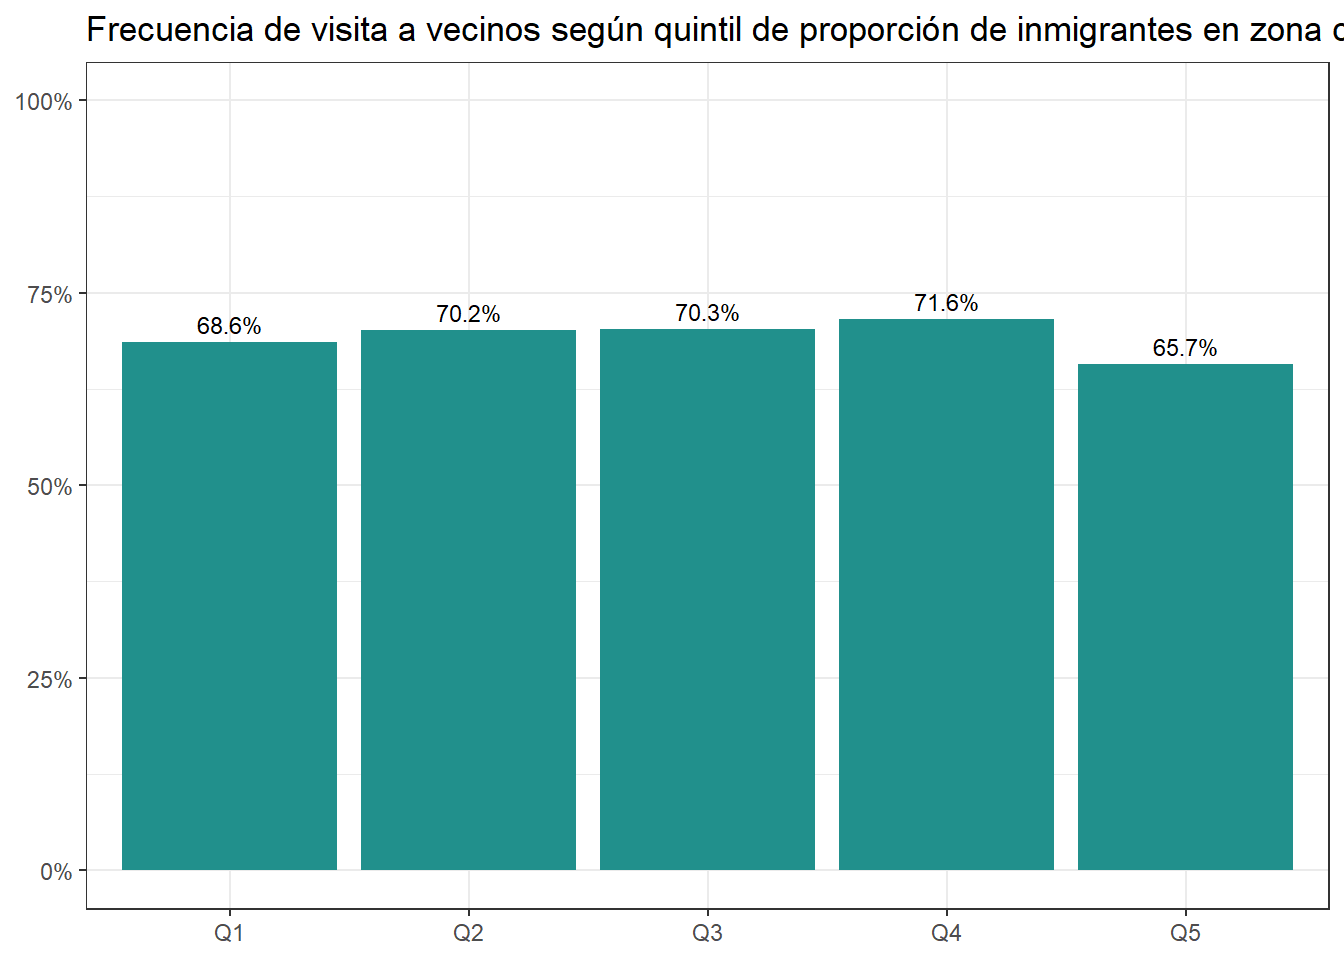 Frecuencia de visita a vecinos según quintil de proporción de inmigrantes en zona
100%
75%
50%
25%
0%
68.6%
70.2%
70.3%
71.6%
65.7%
Q1
Q2
Q3
Q4
Q5